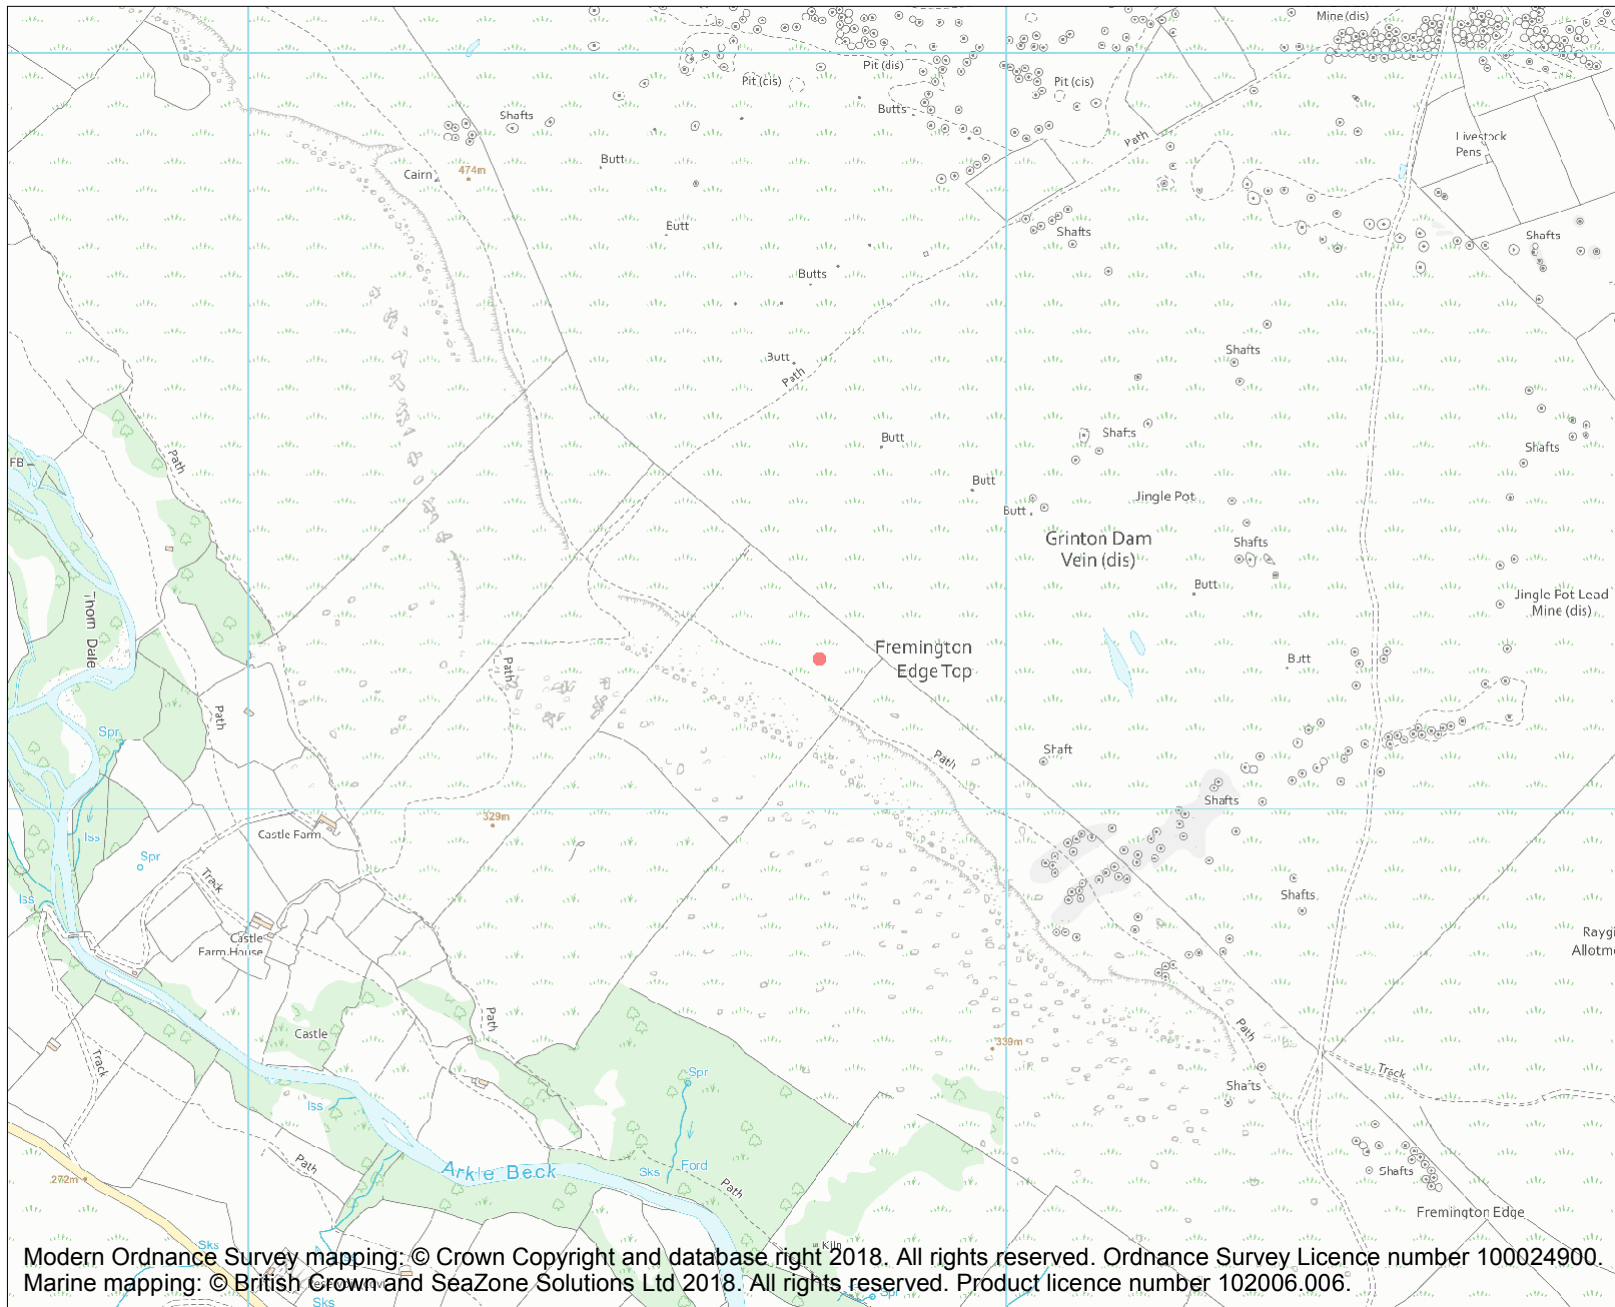 Mine (dis)
Pit (dis)
Pit (cis)
Pit (cis)
Butts
Shafts
Path
Livestock
Pens
Butt
Cairn
474m
Butt
Shafts
Shafts
Butts
Shafts
Butt
Path
Shafts
Butt
Shafts
Path
FB
Butt
Jingle Pot
Butt
Grinton Dam
Vein (dis)
Shafts
Butt
Jingle Pot Lead
Mine (dis)
Thorn Dale
Fremington
Edge Top
Path
Butt
Path
Spr
Shaft
Path
Shafts
329m
Castle Farm
Iss
Spr
Track
Iss
Shafts
Castle
Farm House
Path
Castle
Path
339m
Track
Spr
Track
Iss
Shafts
Arkle Beck
Sks
Ford
Path
Path
Shafts
272m
Fremington Edge
Sks
Kiln
Modern Ordnance Survey mapping: © Crown Copyright and database right 2018. All rights reserved. Ordnance Survey Licence number 100024900.
Marine mapping: © British Crown and SeaZone Solutions Ltd 2018. All rights reserved. Product licence number 102006.006.
Spr
Sks